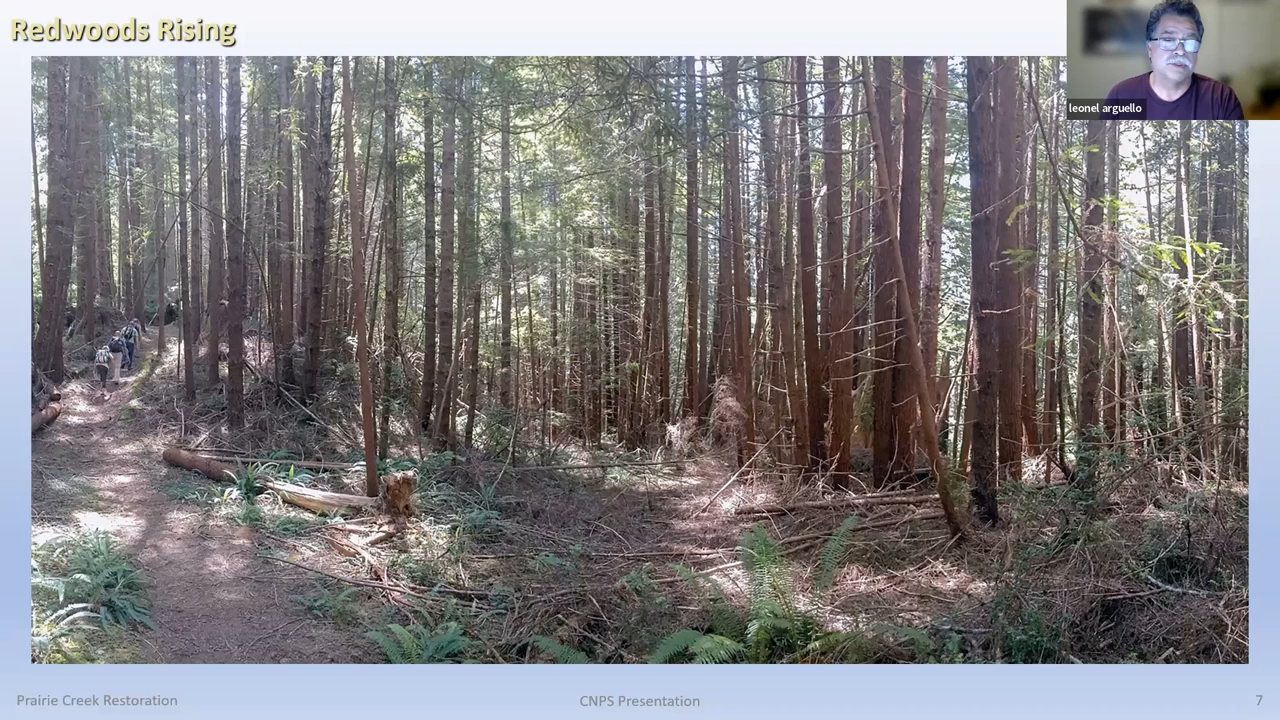 Redwoods Rising
leonel arguello
Prairie Creek Restoration
CNPS Presentation
7